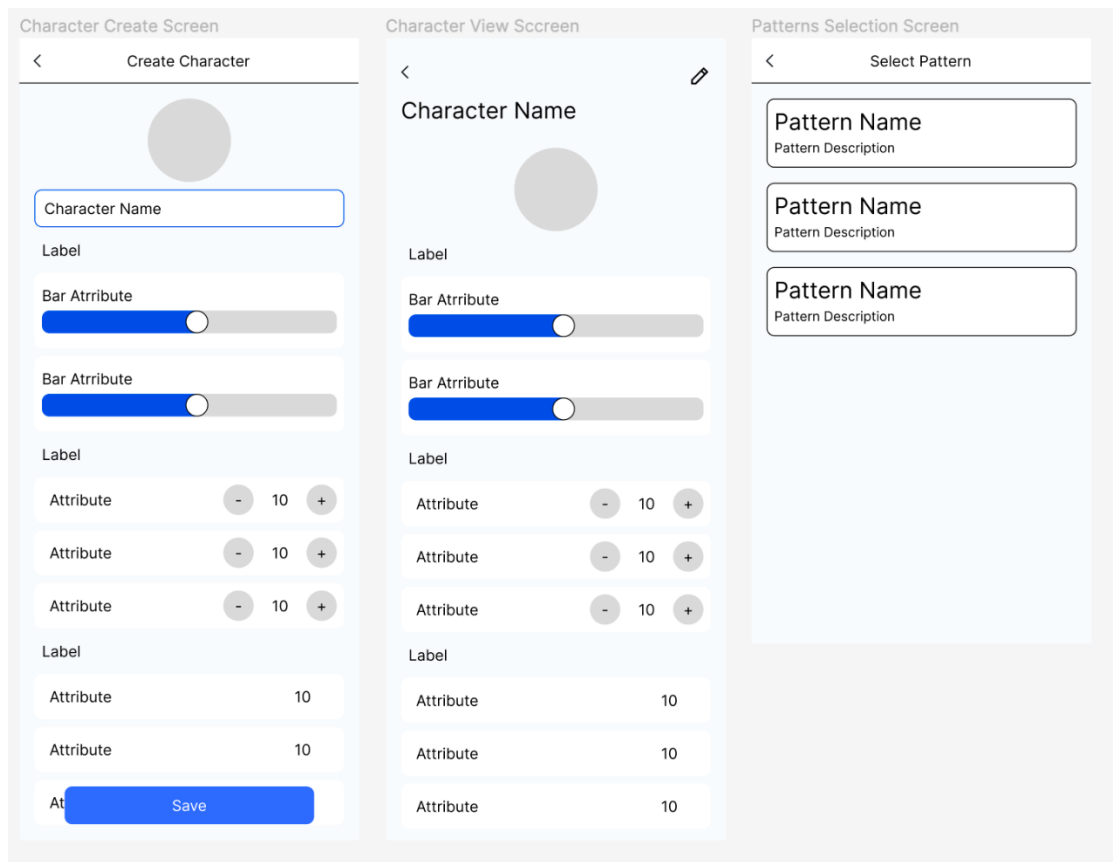 Character Create Screen
Create Character
Character Name
Label
Bar Atrribute
Bar Atrribute
Label
Attribute - 10 +
Attribute - 10 +
Attribute - 10 +
Label
Attribute 10
Attribute 10
At
Save
Character View Sccreen
Character Name
Label
Bar Atrribute
Bar Atrribute
Label
Attribute - 10 +
Attribute - 10 +
Attribute - 10 +
Label
Attribute 10
Attribute 10
Attribute 10
Patterns Selection Screen
Select Pattern
Pattern Name
Pattern Description
Pattern Name
Pattern Description
Pattern Name
Pattern Description